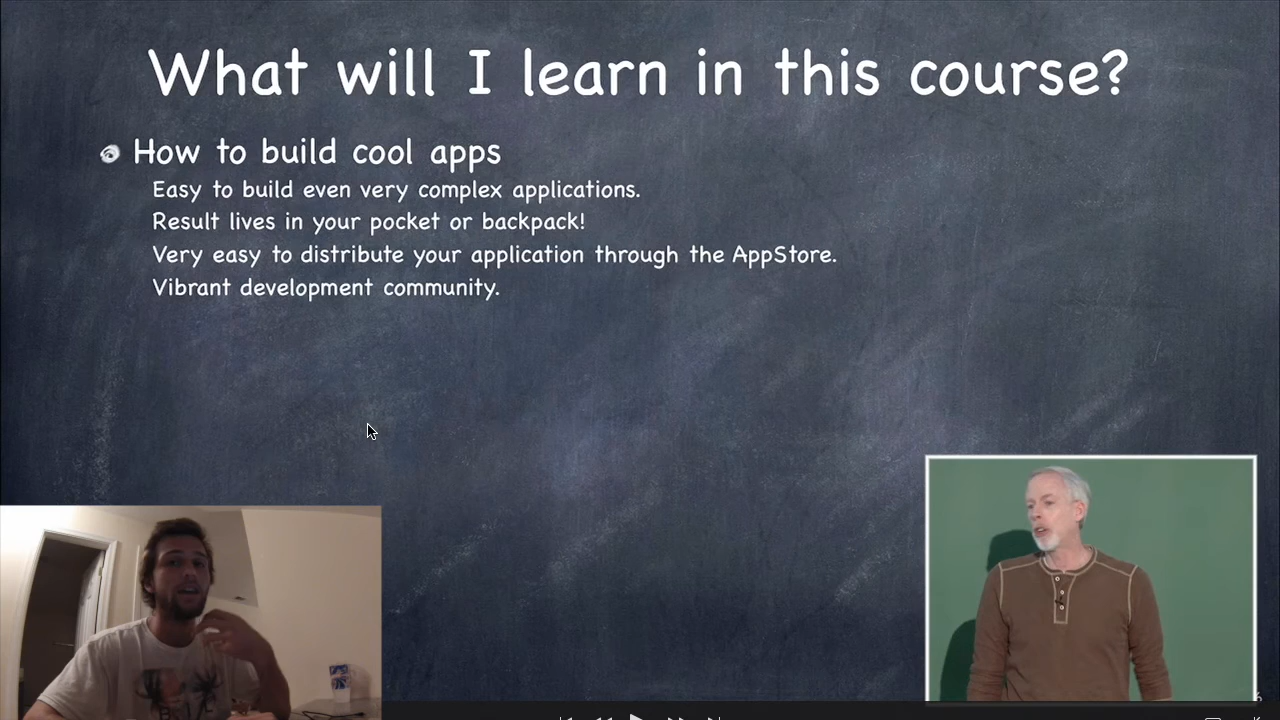 What will I learn in this course?
How to build cool apps
Easy to build even very complex applications.
Result lives in your pocket or backpack!
Very easy to distribute your application through the AppStore.
Vibrant development community.